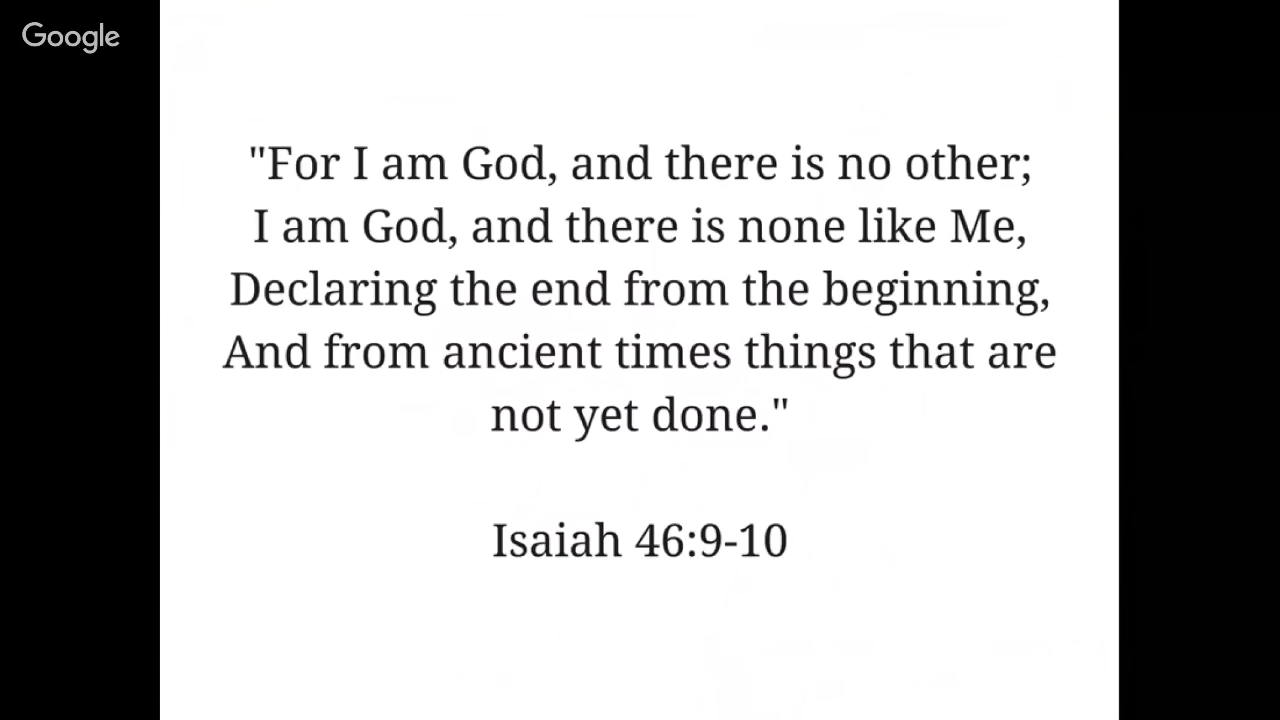 Google
"For I am God, and there is no other;
I am God, and there is none like Me,
Declaring the end from the beginning,
And from ancient times things that are
not yet done."
Isaiah 46:9-10